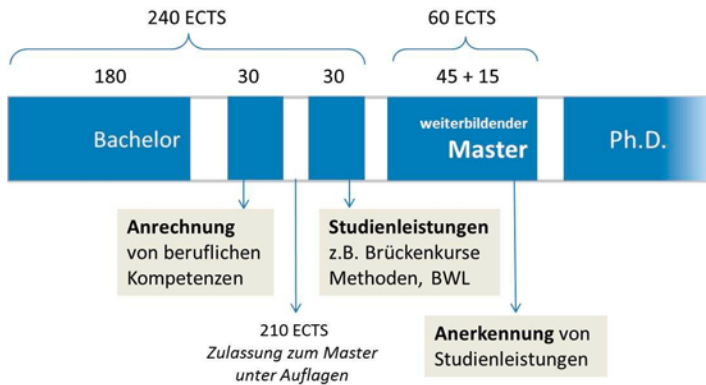 240 ECTS
60 ECTS
180
30
30
45 + 15
Bachelor
weiterbildender
Master
Ph.D.
Anrechnung
von beruflichen
Kompetenzen
Studienleistungen
z.B. Brückenkurse
Methoden, BWL
210 ECTS
Zulassung zum Master
unter Auflagen
Anerkennung von
Studienleistungen